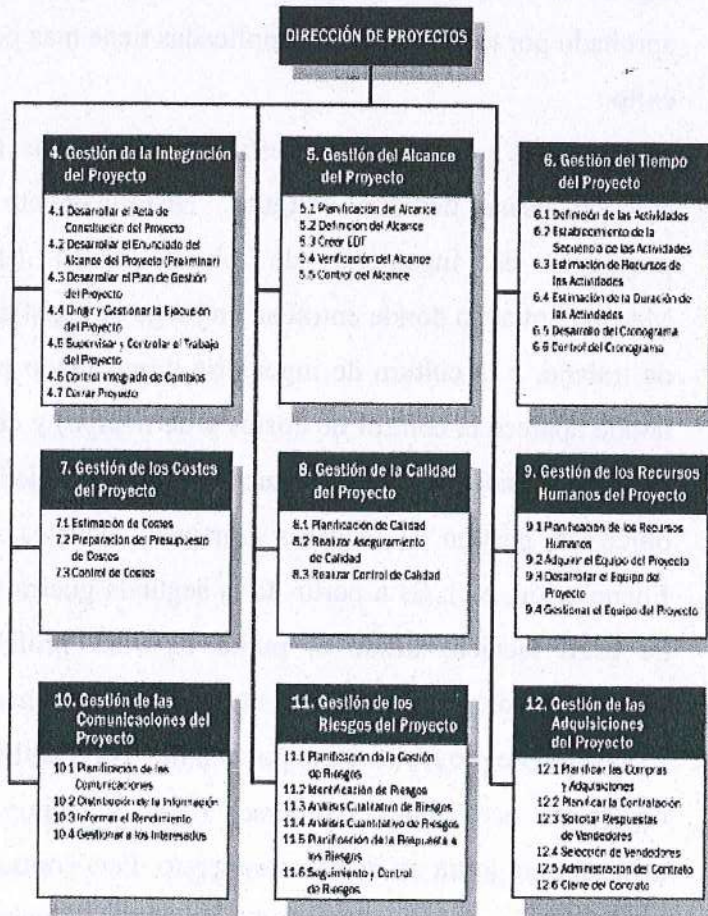 DIRECCIÓN DE PROYECTOS
4. Gestión de la Integración
del Proyecto
4.1 Desarrollar el Acta de
Constitución del Proyecto
4.2 Desarrollar el Enunciado del
Alcance del Proyecto (Preliminar)
4.3 Desarrollar el Plan de Gestión
del Proyecto
4.4 Dirigir y Gestionar la Ejecución
del Proyecto
4.5 Supervisar y Controlar el Trabajo
del Proyecto
4.6 Control Integrado de Cambios
4.7 Cerrar Proyecto
5. Gestión del Alcance
del Proyecto
5.1 Planificación del Alcance
5.2 Definición del Alcance
5.3 Crear EDT
5.4 Verificación del Alcance
5.5 Control del Alcance
6. Gestión del Tiempo
del Proyecto
6.1 Definición de las Actividades
6.2 Establecimiento de la
Secuencia de las Actividades
6.3 Estimación de Recursos de
las Actividades
6.4 Estimación de la Duración de
las Actividades
6.5 Desarrollo del Cronograma
6.6 Control del Cronograma
7. Gestión de los Costes
del Proyecto
7.1 Estimación de Costes
7.2 Preparación del Presupuesto
de Costes
7.3 Control de Costes
8. Gestión de la Calidad
del Proyecto
8.1 Planificación de Calidad
8.2 Realizar Aseguramiento
de Calidad
8.3 Realizar Control de Calidad
9. Gestión de los Recursos
Humanos del Proyecto
9.1 Planificación de los Recursos
Humanos
9.2 Adquirir el Equipo del Proyecto
9.3 Desarrollar el Equipo del
Proyecto
9.4 Gestionar el Equipo del Proyecto
10. Gestión de las
Comunicaciones del
Proyecto
10.1 Planificación de las
Comunicaciones
10.2 Distribución de la Información
10.3 Informar el Rendimiento
10.4 Gestionar a los Interesados
11. Gestión de los
Riesgos del Proyecto
11.1 Planificación de la Gestión
de Riesgos
11.2 Identificación de Riesgos
11.3 Análisis Cualitativo de Riesgos
11.4 Análisis Cuantitativo de Riesgos
11.5 Planificación de la Respuesta a
los Riesgos
11.6 Seguimiento y Control
de Riesgos
12. Gestión de las
Adquisiciones
del Proyecto
12.1 Planificar las Compras
y Adquisiciones
12.2 Planificar la Contratación
12.3 Solicitar Respuestas
de Vendedores
12.4 Selección de Vendedores
12.5 Administración del Contrato
12.6 Cierre del Contrato